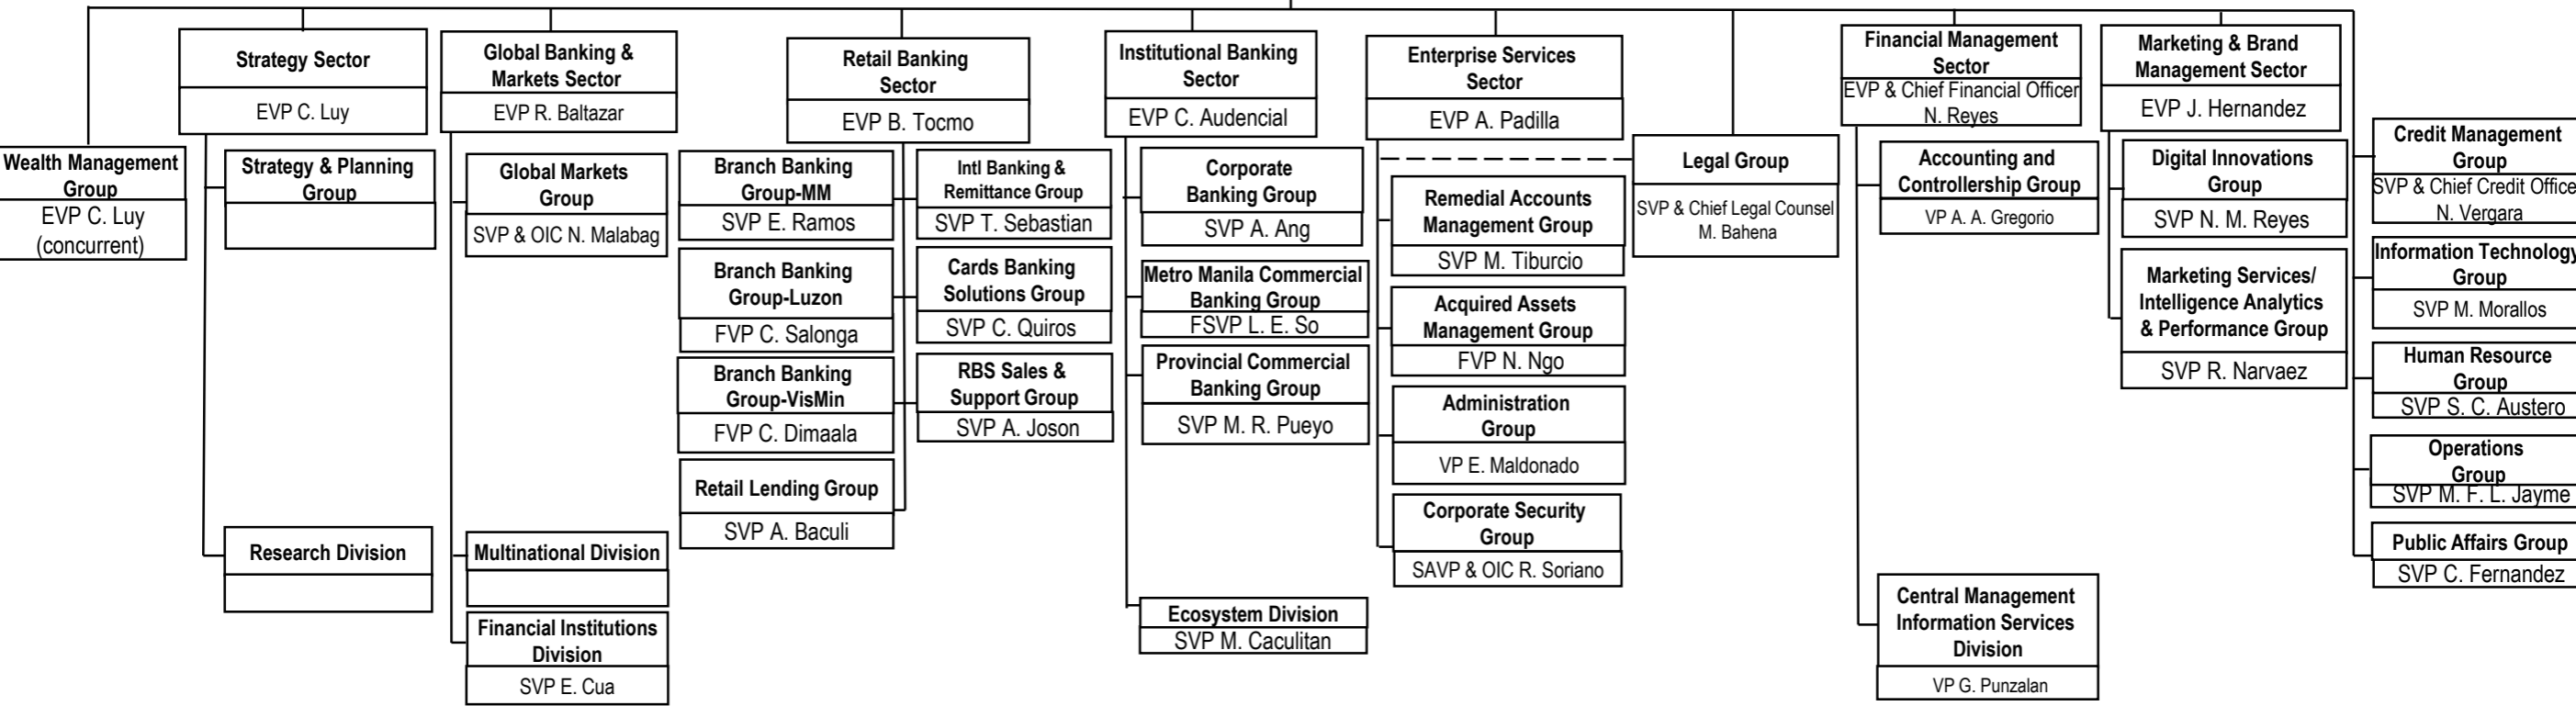 Wealth Management
Group
EVP C. Luy
(concurrent)
Strategy Sector
EVP C. Luy
Strategy & Planning
Group
Research Division
Global Banking &
Markets Sector
EVP R. Baltazar
Global Markets
Group
SVP & OIC N. Malabag
Multinational Division
Financial Institutions
Division
SVP E. Cua
Retail Banking
Sector
EVP B. Tocmo
Branch Banking
Group-MM
SVP E. Ramos
Branch Banking
Group-Luzon
FVP C. Salonga
Branch Banking
Group-VisMin
FVP C. Dimaala
Retail Lending Group
SVP A. Baculi
Intl Banking &
Remittance Group
SVP T. Sebastian
Cards Banking
Solutions Group
SVP C. Quiros
RBS Sales &
Support Group
SVP A. Joson
Institutional Banking
Sector
EVP C. Audencial
Corporate
Banking Group
SVP A. Ang
Metro Manila Commercial
Banking Group
FSVP L. E. So
Provincial Commercial
Banking Group
SVP M. R. Pueyo
Ecosystem Division
SVP M. Caculitan
Enterprise Services
Sector
EVP A. Padilla
Remedial Accounts
Management Group
SVP M. Tiburcio
Acquired Assets
Management Group
FVP N. Ngo
Administration
Group
VP E. Maldonado
Corporate Security
Group
SAVP & OIC R. Soriano
Legal Group
SVP & Chief Legal Counsel
M. Bahena
Financial Management
Sector
EVP & Chief Financial Officer
N. Reyes
Accounting and
Controllership Group
VP A. A. Gregorio
Central Management
Information Services
Division
VP G. Punzalan
Marketing & Brand
Management Sector
EVP J. Hernandez
Digital Innovations
Group
SVP N. M. Reyes
Marketing Services/
Intelligence Analytics
& Performance Group
SVP R. Narvaez
Credit Management
Group
SVP & Chief Credit Office
N. Vergara
Information Technology
Group
SVP M. Morallos
Human Resource
Group
SVP S. C. Austero
Operations
Group
SVP M. F. L. Jayme
Public Affairs Group
SVP C. Fernandez